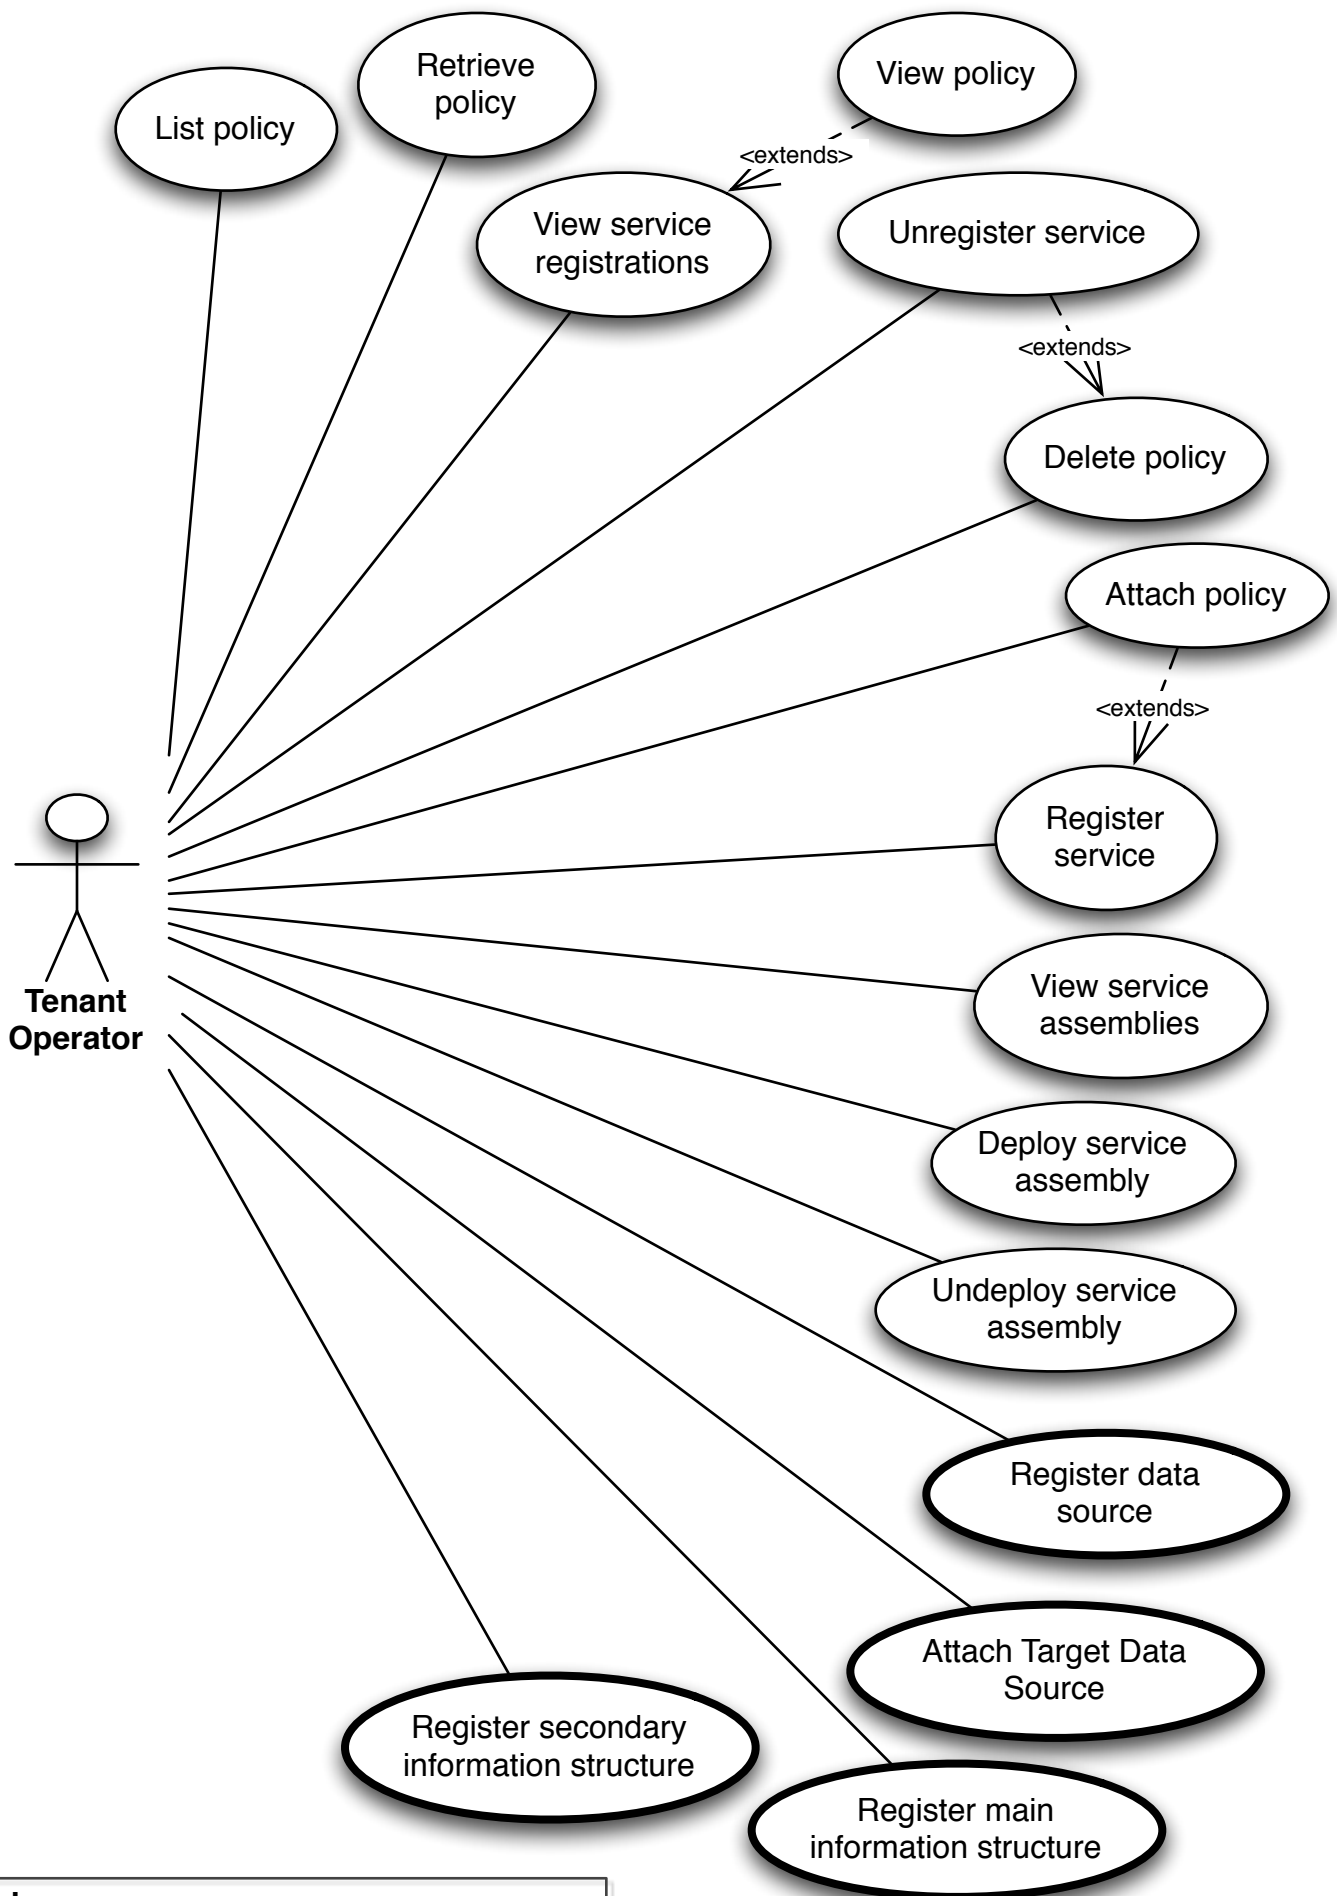 Retrieve
policy
View policy
List policy
<extends>
View service
registrations
Unregister service
<extends>
Delete policy
Attach policy
<extends>
Register
service
View service
assemblies
Tenant
Operator
Deploy service
assembly
Undeploy service
assembly
Register data
source
Attach Target Data
Source
Register secondary
information structure
Register main
information structure